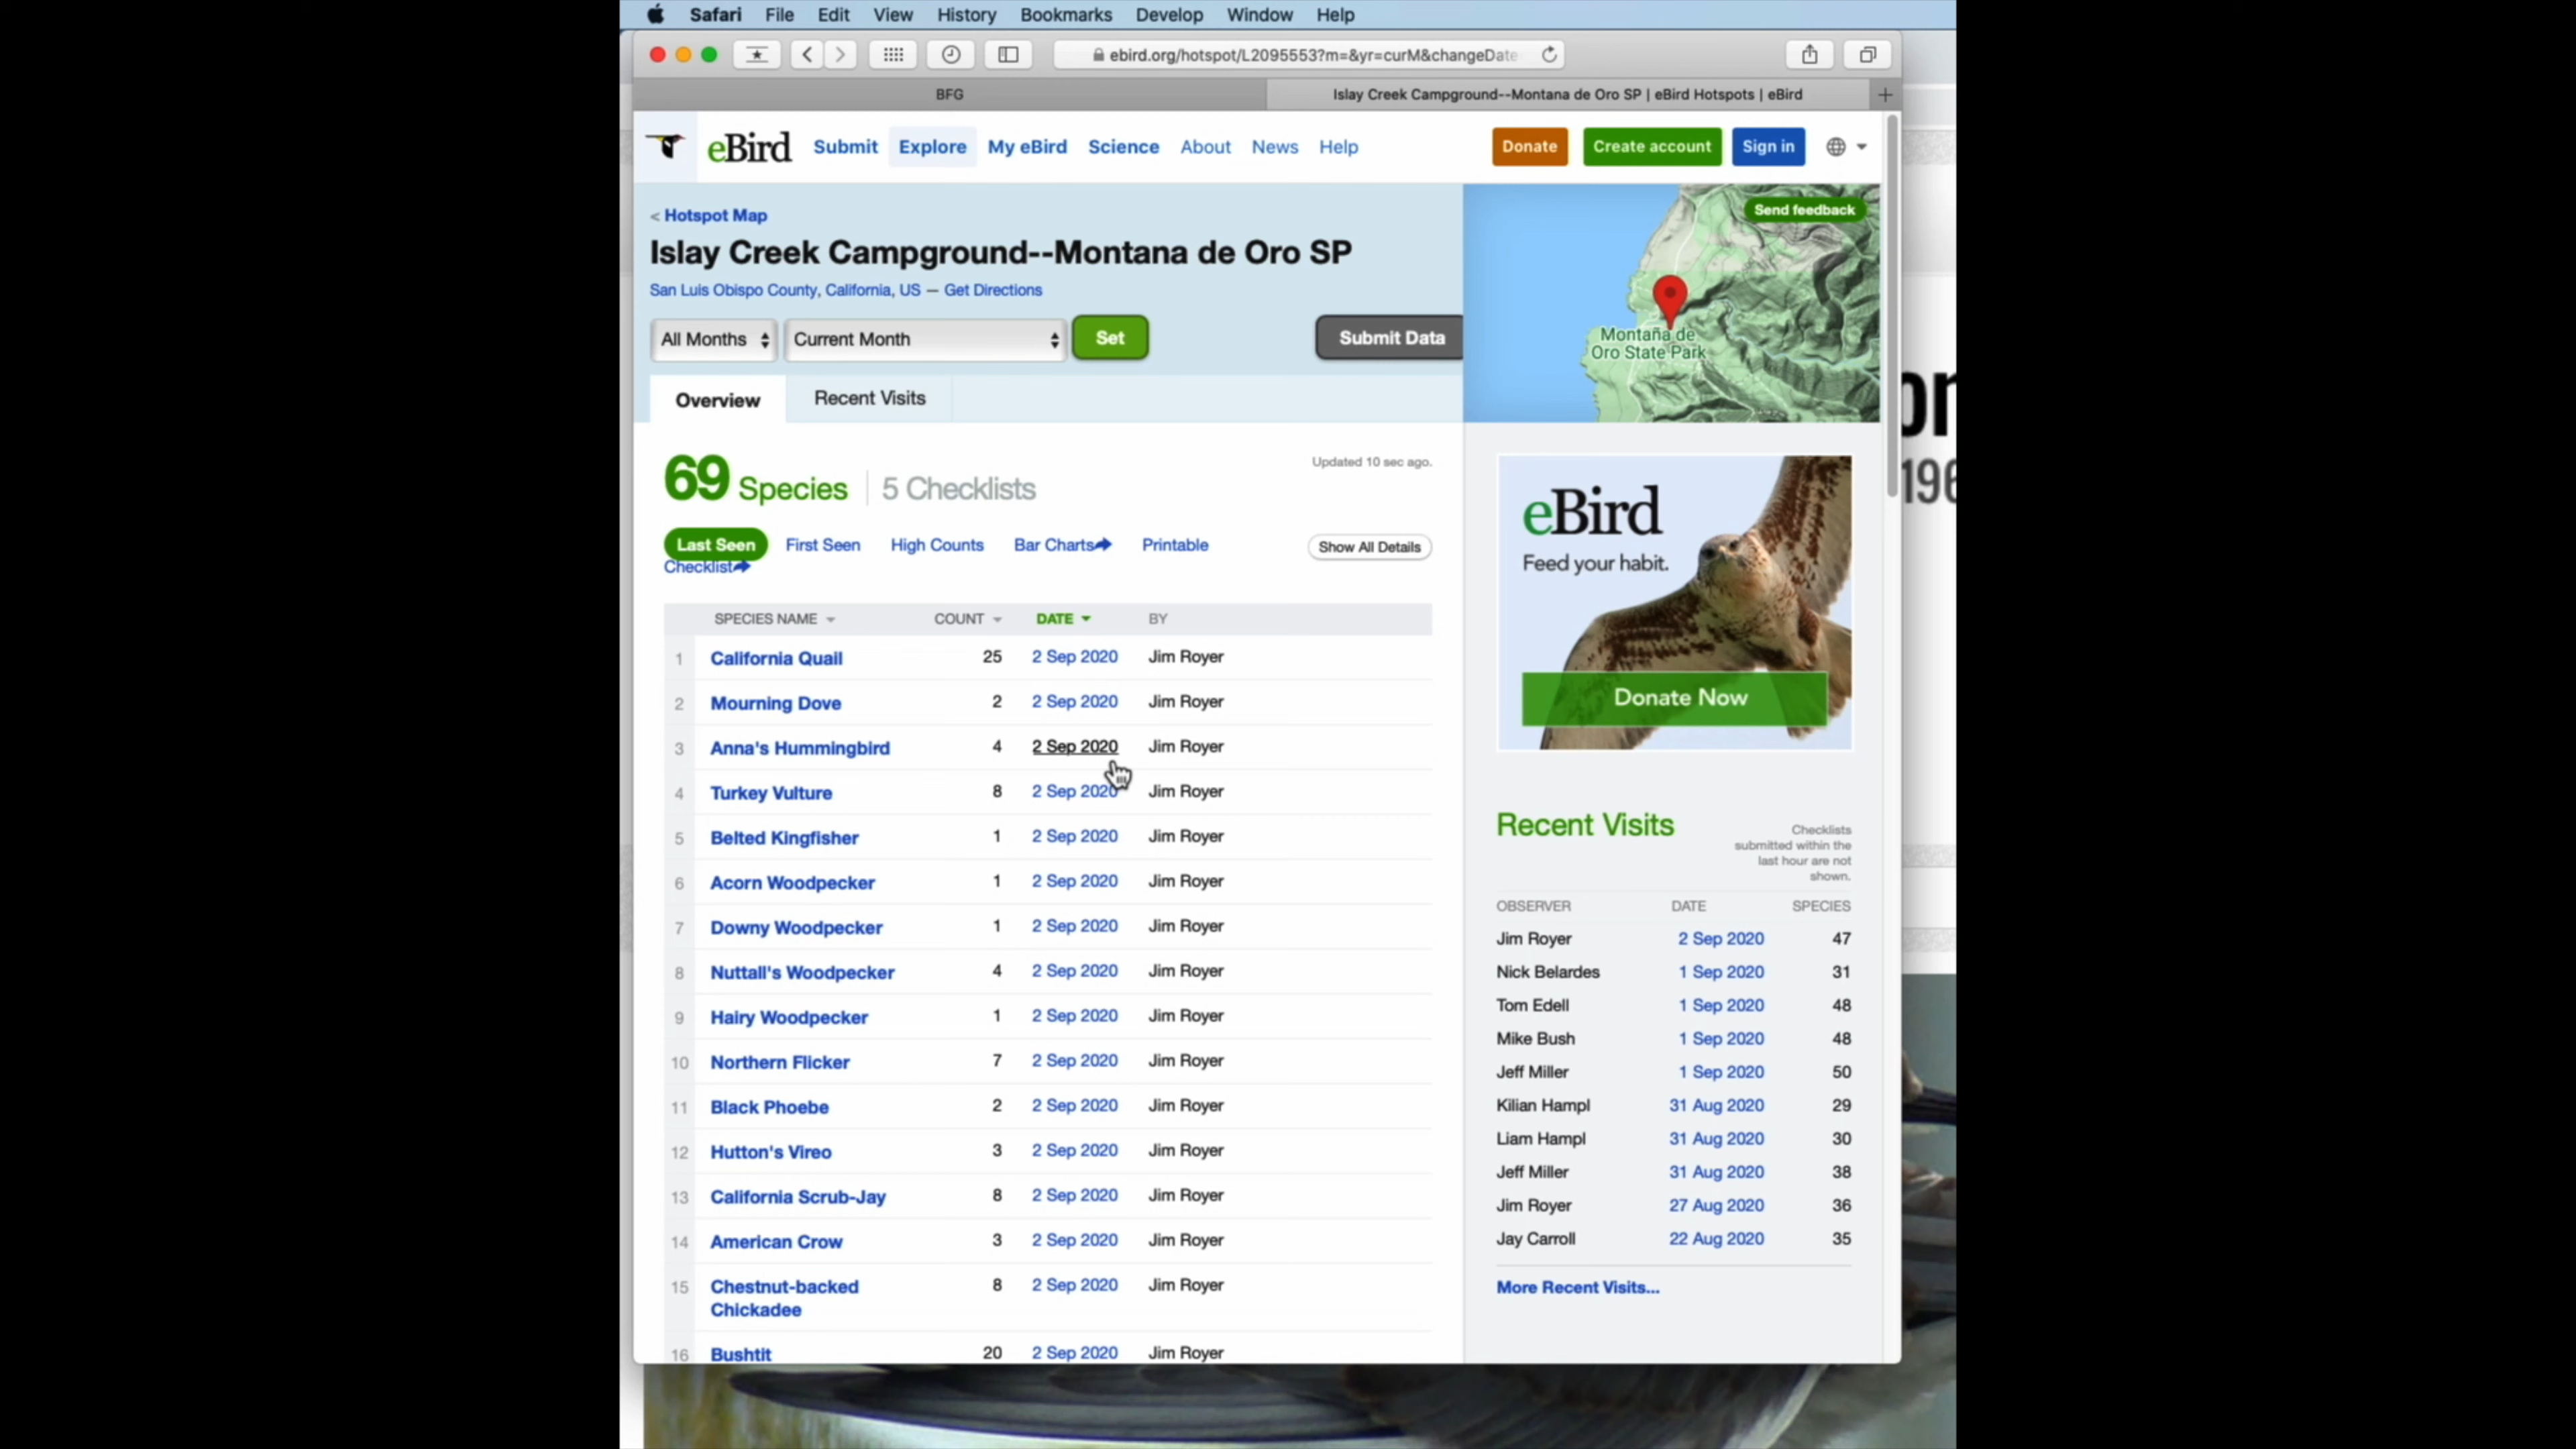 Safari File Edit View History Bookmarks Develop Window Help
ebird.org/hotspot/L2095553?m=&yr=curM&changeDate
BFG
Islay Creek Campground--Montana de Oro SP | eBird Hotspots | eBird
eBird Submit Explore My eBird Science About News Help Donate Create account Sign in
< Hotspot Map
Islay Creek Campground--Montana de Oro SP
San Luis Obispo County, California, US — Get Directions
All Months Current Month Set Submit Data
Send feedback
Montaña de
Oro State Park
Overview Recent Visits
69 Species 5 Checklists
Updated 10 sec ago.
Last Seen First Seen High Counts Bar Charts Printable
Checklist
Show All Details
SPECIES NAME COUNT DATE BY
1 California Quail 25 2 Sep 2020 Jim Royer
2 Mourning Dove 2 2 Sep 2020 Jim Royer
3 Anna's Hummingbird 4 2 Sep 2020 Jim Royer
4 Turkey Vulture 8 2 Sep 2020 Jim Royer
5 Belted Kingfisher 1 2 Sep 2020 Jim Royer
6 Acorn Woodpecker 1 2 Sep 2020 Jim Royer
7 Downy Woodpecker 1 2 Sep 2020 Jim Royer
8 Nuttall's Woodpecker 4 2 Sep 2020 Jim Royer
9 Hairy Woodpecker 1 2 Sep 2020 Jim Royer
10 Northern Flicker 7 2 Sep 2020 Jim Royer
11 Black Phoebe 2 2 Sep 2020 Jim Royer
12 Hutton's Vireo 3 2 Sep 2020 Jim Royer
13 California Scrub-Jay 8 2 Sep 2020 Jim Royer
14 American Crow 3 2 Sep 2020 Jim Royer
15 Chestnut-backed 8 2 Sep 2020 Jim Royer
Chickadee
16 Bushtit 20 2 Sep 2020 Jim Royer
eBird
Feed your habit.
Donate Now
Recent Visits
Checklists
submitted within the
last hour are not
shown.
OBSERVER DATE SPECIES
Jim Royer 2 Sep 2020 47
Nick Belardes 1 Sep 2020 31
Tom Edell 1 Sep 2020 48
Mike Bush 1 Sep 2020 48
Jeff Miller 1 Sep 2020 50
Kilian Hampl 31 Aug 2020 29
Liam Hampl 31 Aug 2020 30
Jeff Miller 31 Aug 2020 38
Jim Royer 27 Aug 2020 36
Jay Carroll 22 Aug 2020 35
More Recent Visits...